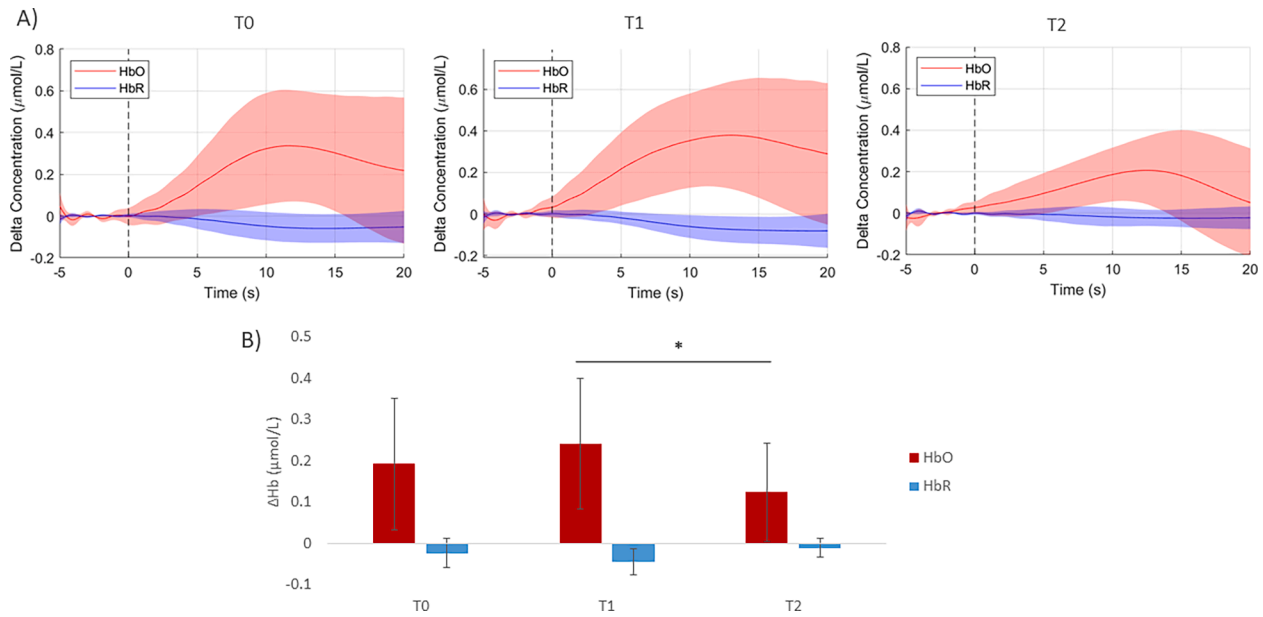 A)
T0
T1
T2
HbO
HbR
Delta Concentration (μmol/L)
0.8
0.6
0.4
0.2
0
-0.2
-5
0
5
10
15
20
Time (s)
HbO
HbR
Delta Concentration (μmol/L)
0.6
0.4
0.2
0
-0.2
-5
0
5
10
15
20
Time (s)
HbO
HbR
Delta Concentration (μmol/L)
0.8
0.6
0.4
0.2
0
-0.2
-5
0
5
10
15
20
Time (s)
B)
*
ΔHb (μmol/L)
0.5
0.4
0.3
0.2
0.1
0
-0.1
T0
T1
T2
HbO
HbR